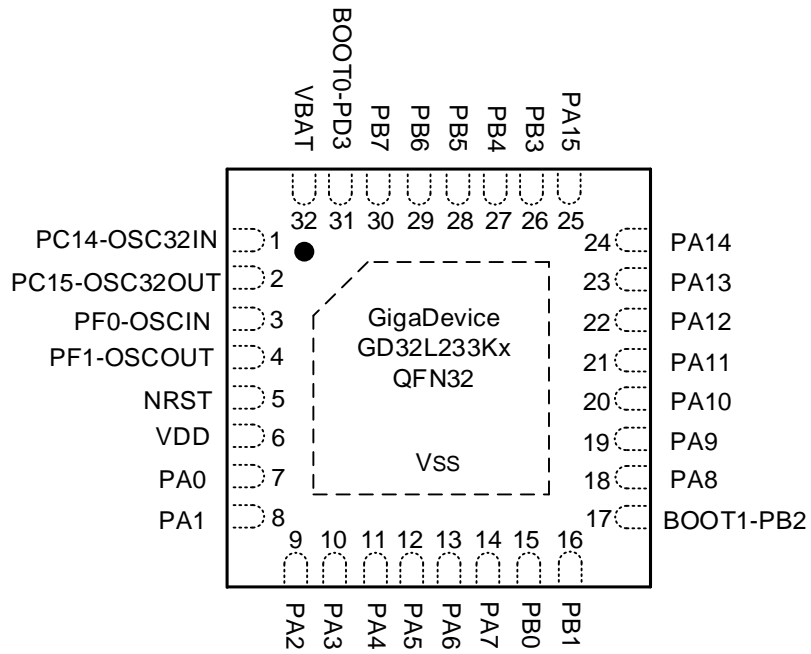 VBAT
BOOT0-PD3
PB7
PB6
PB5
PB4
PB3
PA15
32 31 30 29 28 27 26 25
PC14-OSC32IN 1
PC15-OSC32OUT 2
PF0-OSCIN 3
PF1-OSCOUT 4
NRST 5
VDD 6
PA0 7
PA1 8
GigaDevice
GD32L233Kx
QFN32
Vss
24 PA14
23 PA13
22 PA12
21 PA11
20 PA10
19 PA9
18 PA8
17 BOOT1-PB2
9 10 11 12 13 14 15 16
PA2
PA3
PA4
PA5
PA6
PA7
PB0
PB1